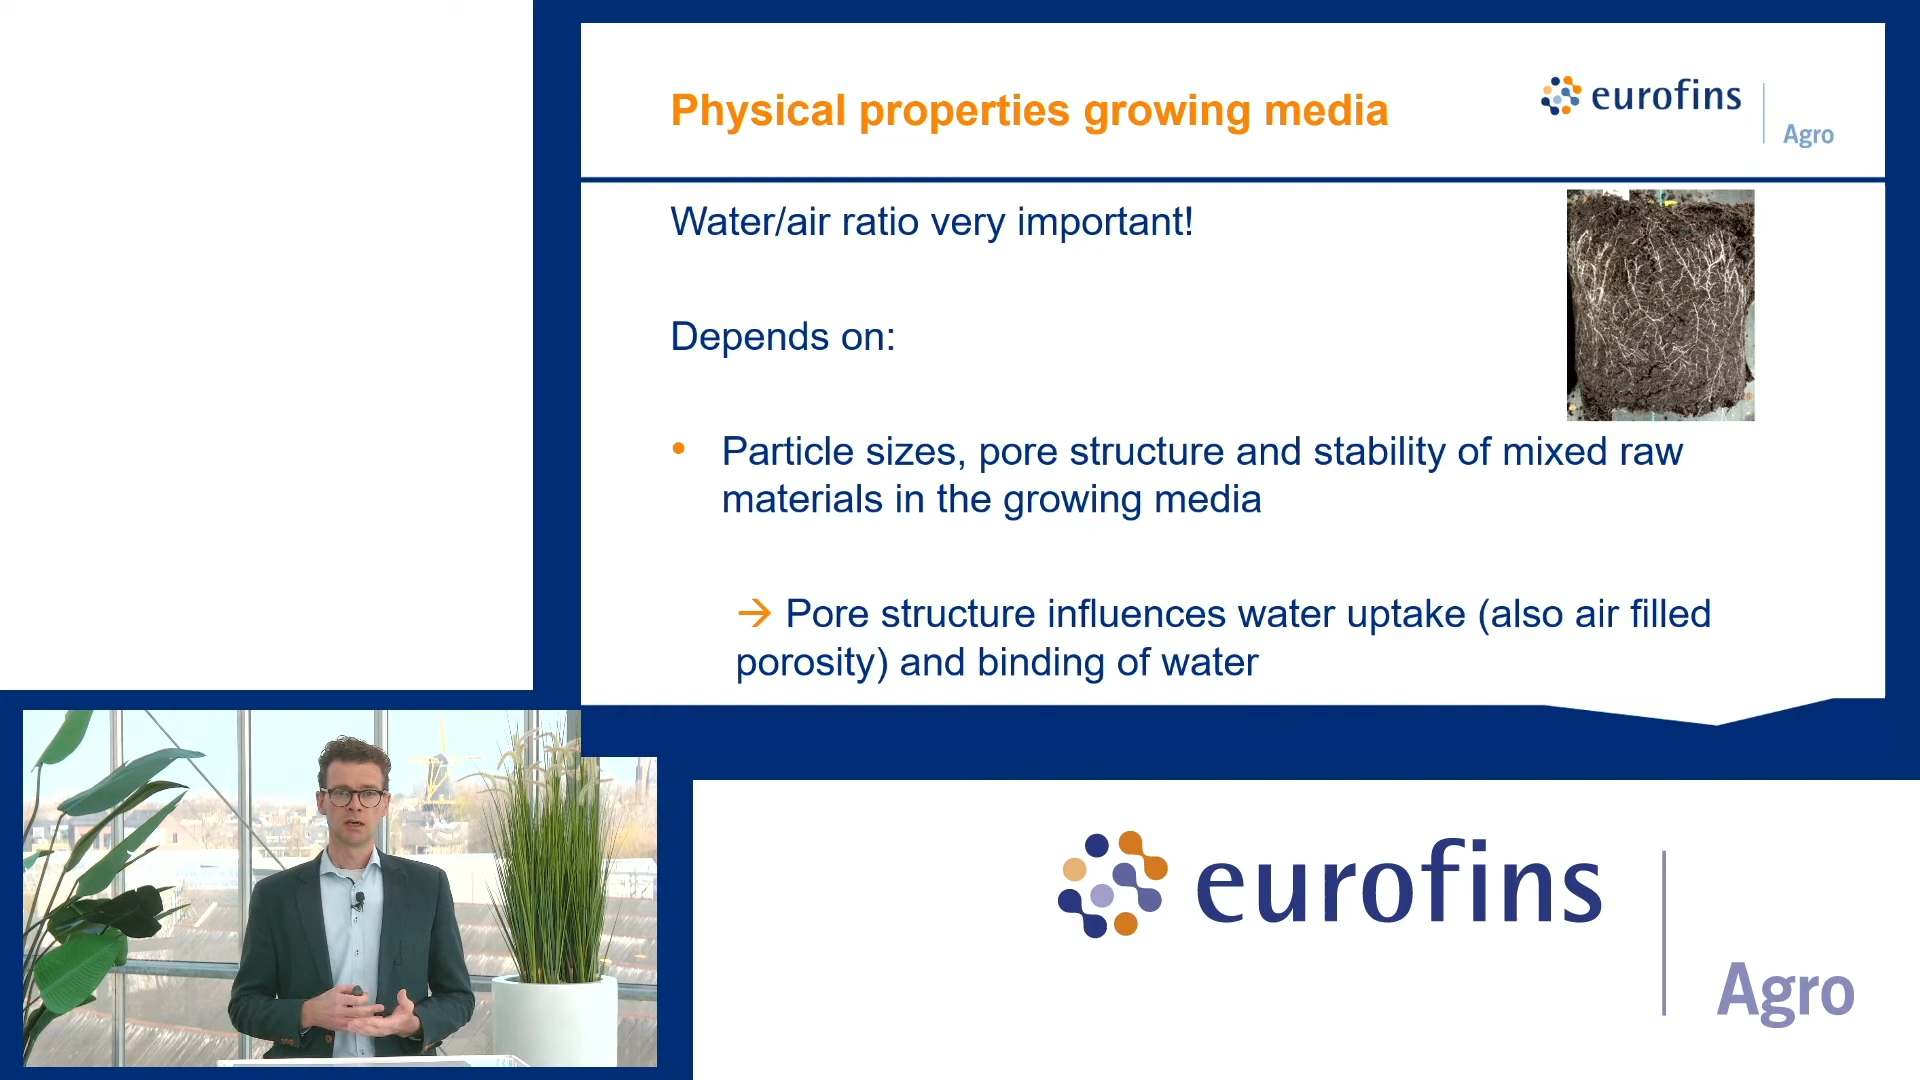 Physical properties growing media
eurofins
Agro
Water/air ratio very important!
Depends on:
• Particle sizes, pore structure and stability of mixed raw
materials in the growing media
→ Pore structure influences water uptake (also air filled
porosity) and binding of water
eurofins
Agro